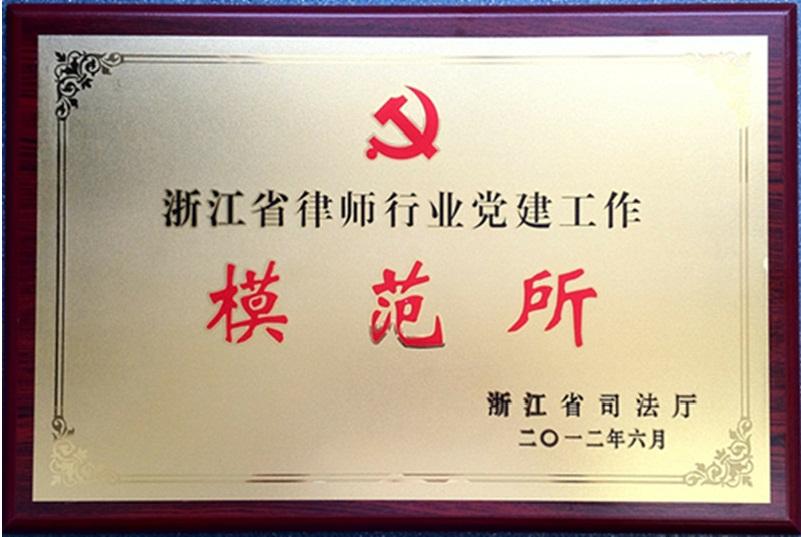 浙江省律师行业党建工作
模范所
浙江省司法厅
二〇一二年六月